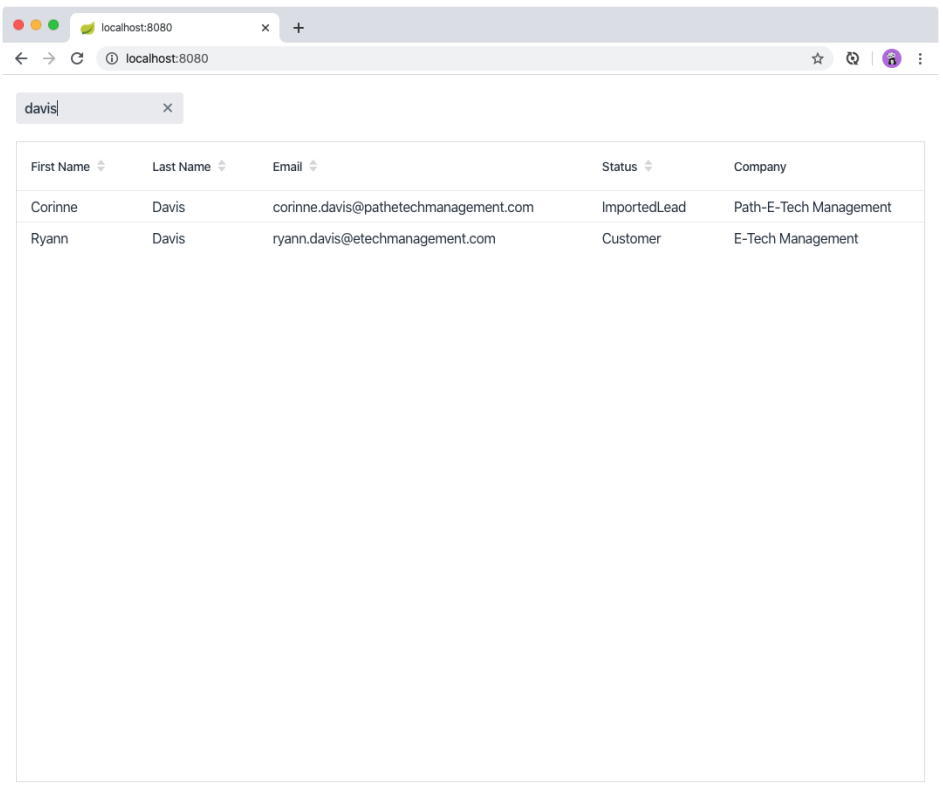 localhost:8080
localhost:8080
davis
First Name Last Name Email Status Company
Corinne Davis corinne.davis@pathetechmanagement.com ImportedLead Path-E-Tech Management
Ryann Davis ryann.davis@etechmanagement.com Customer E-Tech Management